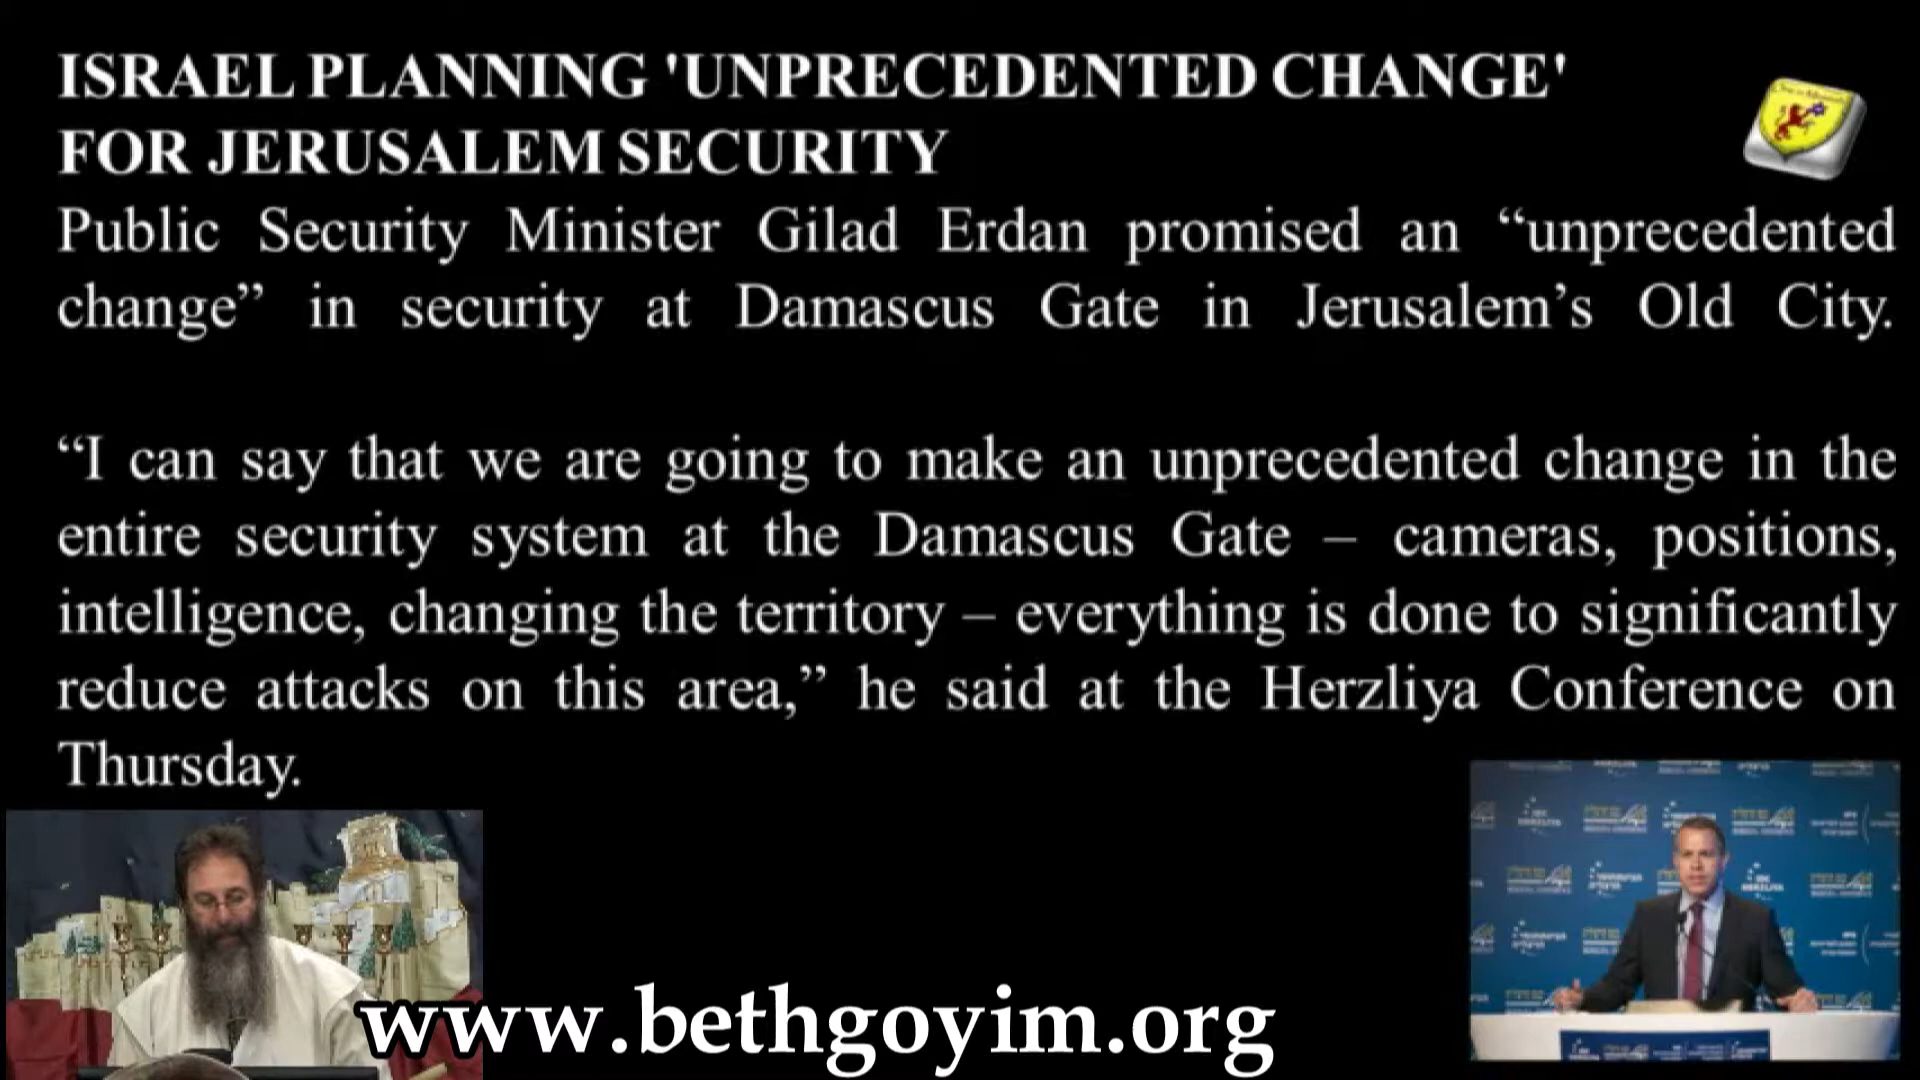 ISRAEL PLANNING 'UNPRECEDENTED CHANGE'
FOR JERUSALEM SECURITY
Public Security Minister Gilad Erdan promised an “unprecedented
change” in security at Damascus Gate in Jerusalem’s Old City.
“I can say that we are going to make an unprecedented change in the
entire security system at the Damascus Gate – cameras, positions,
intelligence, changing the territory – everything is done to significantly
reduce attacks on this area,” he said at the Herzliya Conference on
Thursday.
www.bethgoyim.org